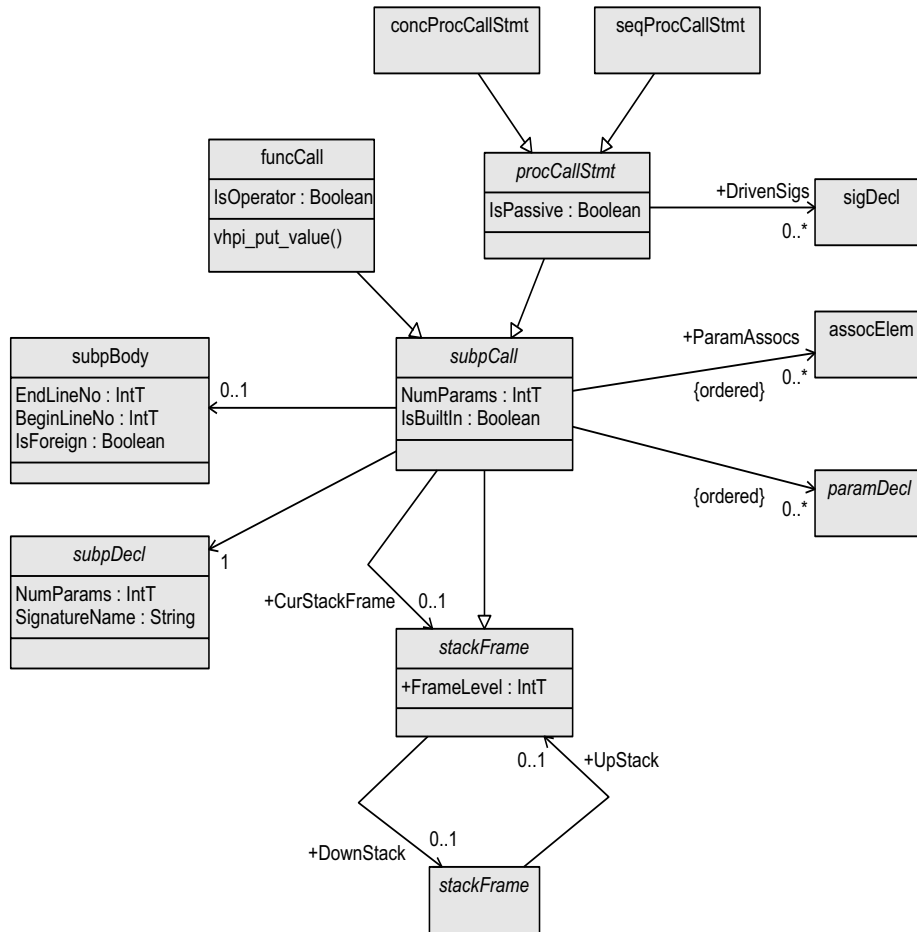 concProcCallStmt
seqProcCallStmt
funcCall
IsOperator : Boolean
vhpi_put_value()
procCallStmt
IsPassive : Boolean
+DrivenSigs
0..*
sigDecl
subpBody
EndLineNo : IntT
BeginLineNo : IntT
IsForeign : Boolean
0..1
subpCall
NumParams : IntT
IsBuiltIn : Boolean
+ParamAssocs
0..*
{ordered}
assocElem
{ordered}
0..*
paramDecl
subpDecl
NumParams : IntT
SignatureName : String
1
+CurStackFrame
0..1
stackFrame
+FrameLevel : IntT
0..1
+UpStack
0..1
+DownStack
stackFrame